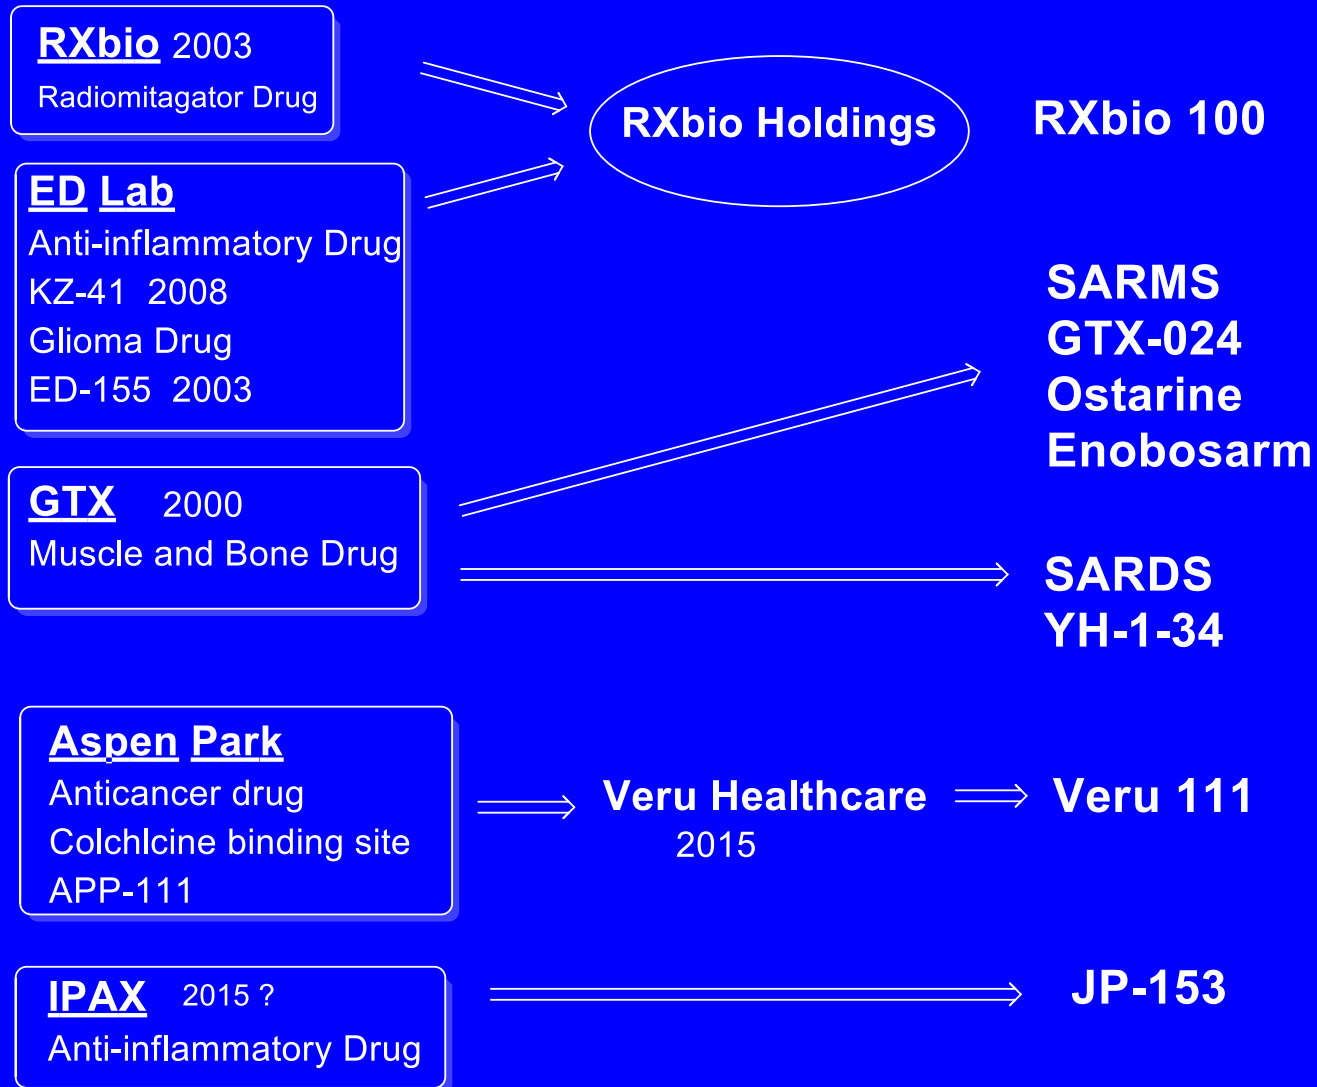 RXbio 2003
Radiomitagator Drug
RXbio Holdings
RXbio 100
ED Lab
Anti-inflammatory Drug
KZ-41 2008
Glioma Drug
ED-155 2003
SARMS
GTX-024
Ostarine
Enobosarm
GTX 2000
Muscle and Bone Drug
SARDS
YH-1-34
Aspen Park
Anticancer drug
Colchlcine binding site
APP-111
Veru Healthcare
2015
Veru 111
IPAX 2015 ?
Anti-inflammatory Drug
JP-153